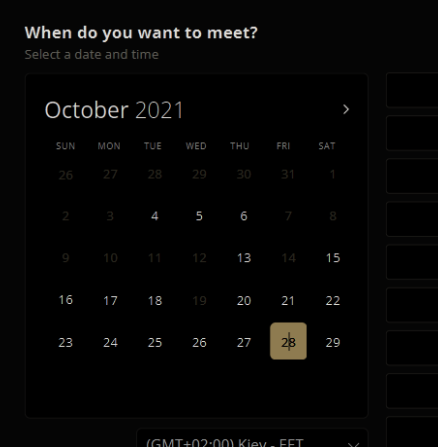 When do you want to meet?
Select a date and time
October 2021
SUN MON TUE WED THU FRI SAT
26 27 28 29 30 31 1
2 3 4 5 6 7 8
9 10 11 12 13 14 15
16 17 18 19 20 21 22
23 24 25 26 27 28 29
(GMT+02:00) Kiev - EET